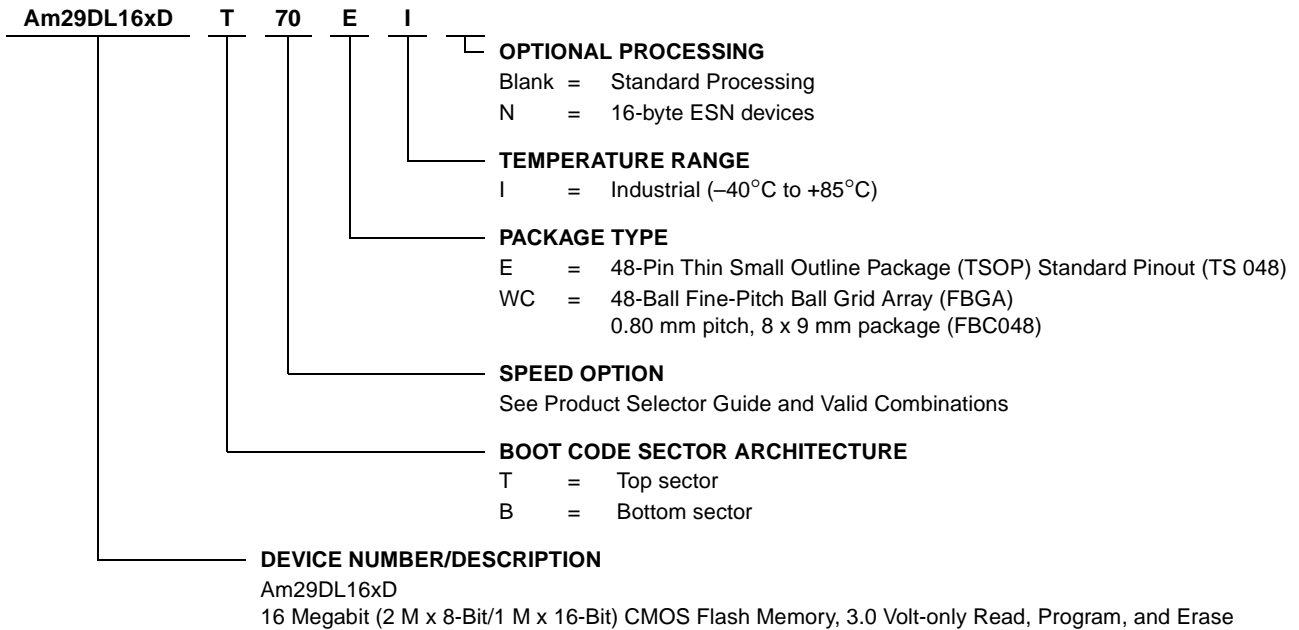 Am29DL16xD T 70 E I
OPTIONAL PROCESSING
Blank = Standard Processing
N = 16-byte ESN devices
TEMPERATURE RANGE
I = Industrial (–40°C to +85°C)
PACKAGE TYPE
E = 48-Pin Thin Small Outline Package (TSOP) Standard Pinout (TS 048)
WC = 48-Ball Fine-Pitch Ball Grid Array (FBGA)
0.80 mm pitch, 8 x 9 mm package (FBC048)
SPEED OPTION
See Product Selector Guide and Valid Combinations
BOOT CODE SECTOR ARCHITECTURE
T = Top sector
B = Bottom sector
DEVICE NUMBER/DESCRIPTION
Am29DL16xD
16 Megabit (2 M x 8-Bit/1 M x 16-Bit) CMOS Flash Memory, 3.0 Volt-only Read, Program, and Erase